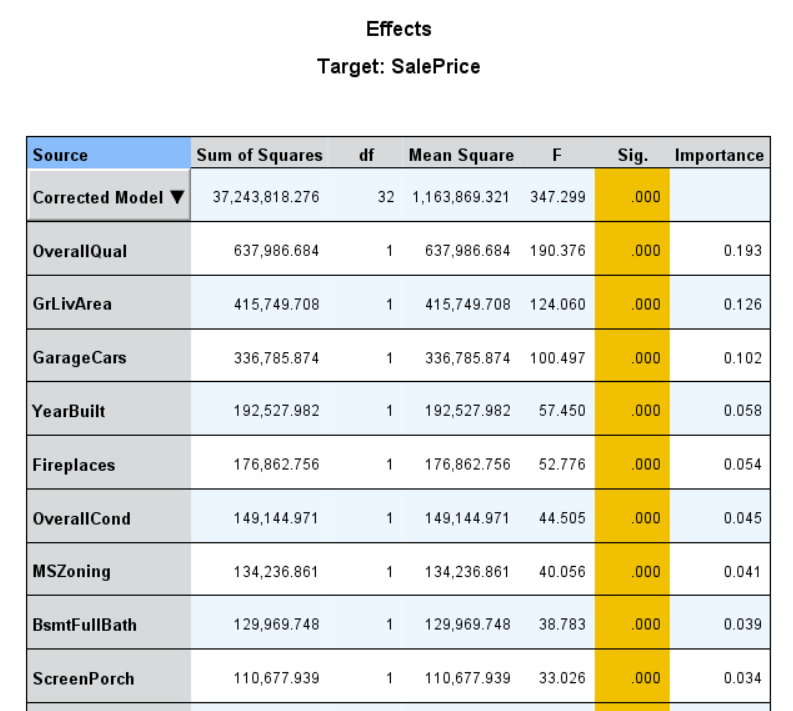 Effects
Target: SalePrice
Source Sum of Squares df Mean Square F Sig. Importance
Corrected Model ▼ 37,243,818.276 32 1,163,869.321 347.299 .000
OverallQual 637,986.684 1 637,986.684 190.376 .000 0.193
GrLivArea 415,749.708 1 415,749.708 124.060 .000 0.126
GarageCars 336,785.874 1 336,785.874 100.497 .000 0.102
YearBuilt 192,527.982 1 192,527.982 57.450 .000 0.058
Fireplaces 176,862.756 1 176,862.756 52.776 .000 0.054
OverallCond 149,144.971 1 149,144.971 44.505 .000 0.045
MSZoning 134,236.861 1 134,236.861 40.056 .000 0.041
BsmtFullBath 129,969.748 1 129,969.748 38.783 .000 0.039
ScreenPorch 110,677.939 1 110,677.939 33.026 .000 0.034